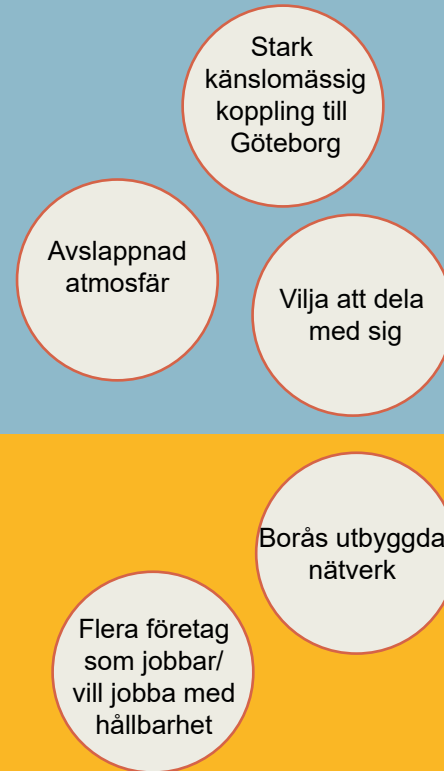 Stark
känslomässig
koppling till
Göteborg
Avslappnad
atmosfär
Vilja att dela
med sig
Borås utbyggda
nätverk
Flera företag
som jobbar/
vill jobba med
hållbarhet